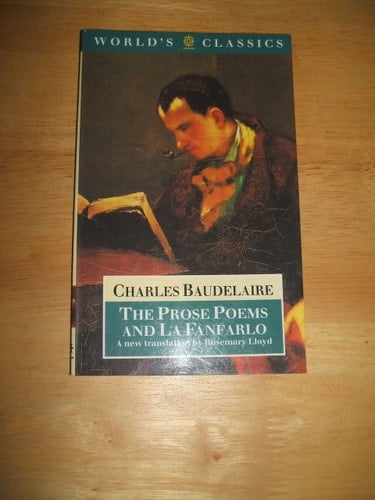 WORLD'S CLASSICS
CHARLES BAUDELAIRE
THE PROSE POEMS
AND LA FANFARLO
A new translation by Rosemary Lloyd